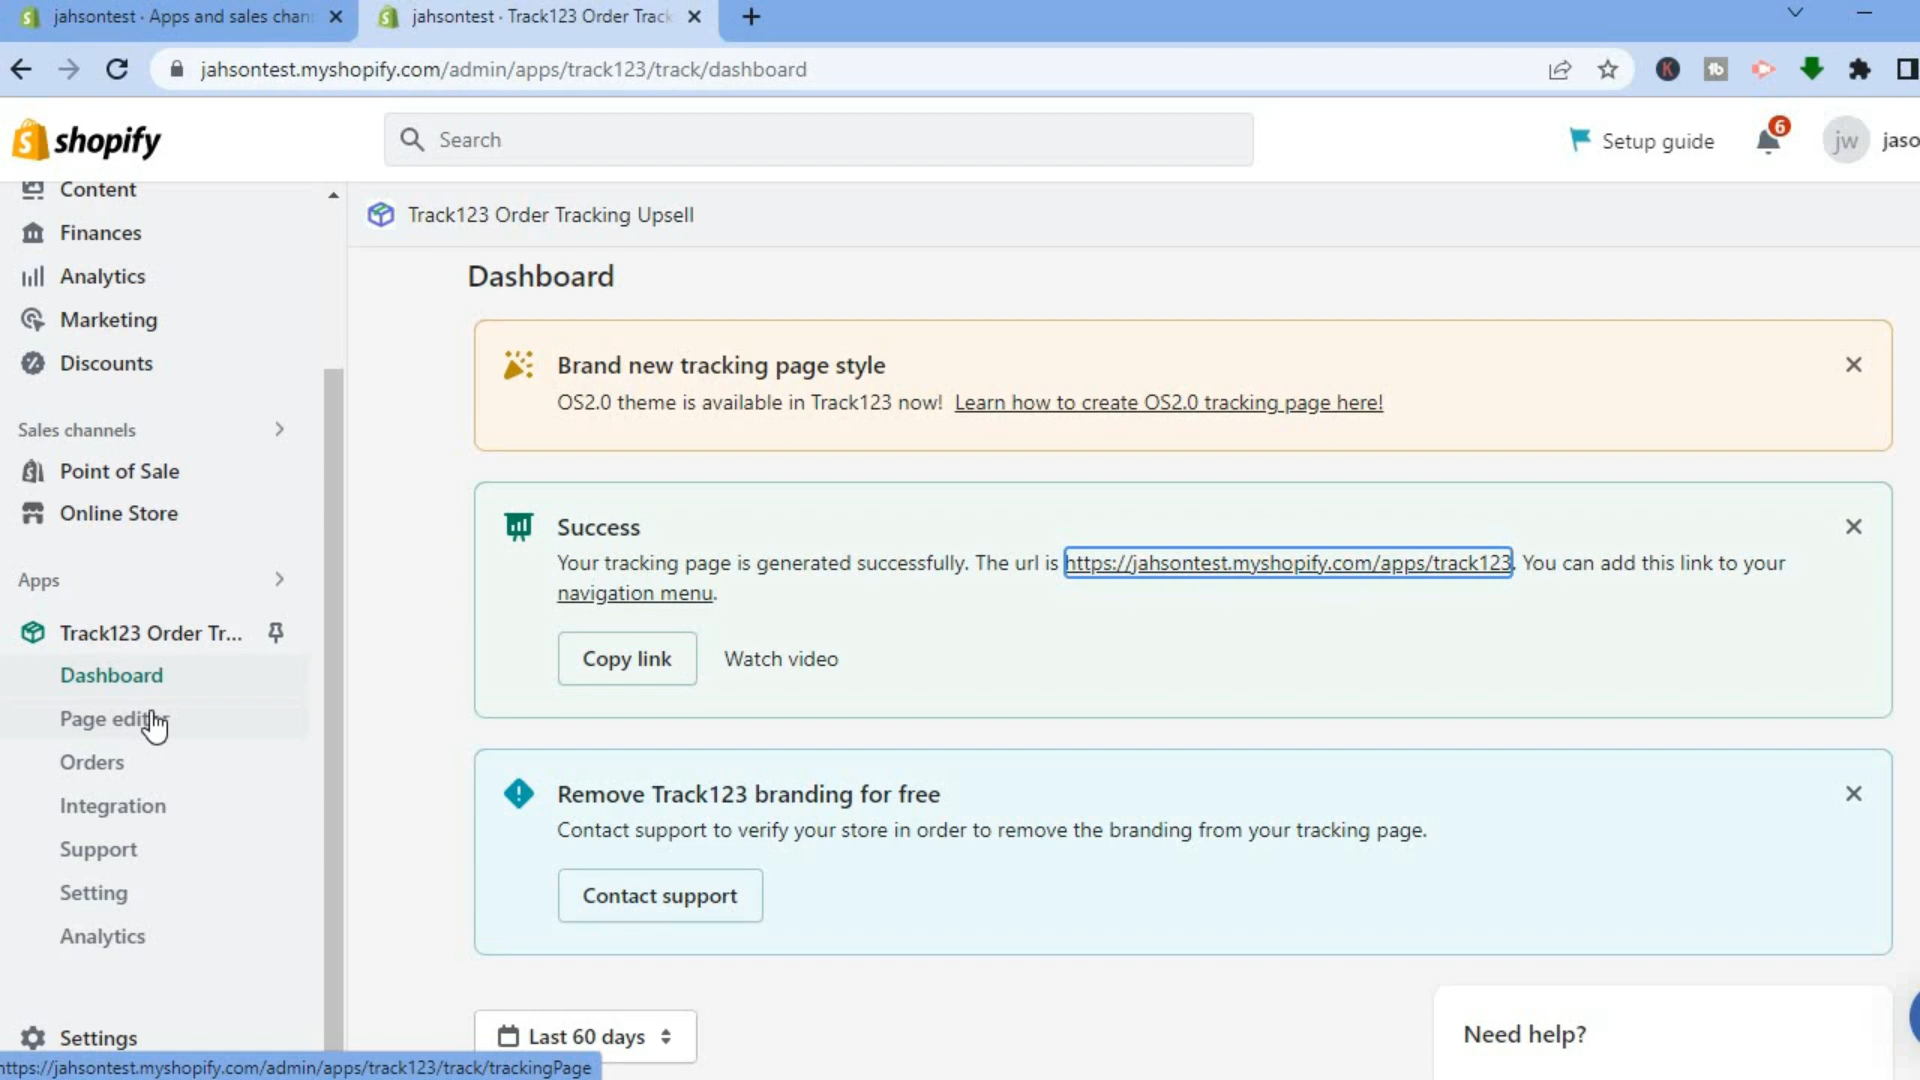 jahsontest · Apps and sales chan
jahsontest · Track123 Order Track
jahsontest.myshopify.com/admin/apps/track123/track/dashboard
K
tb
shopify
Search
Setup guide
6
jw
jaso
Content
Finances
Analytics
Marketing
Discounts
Sales channels
Point of Sale
Online Store
Apps
Track123 Order Tr...
Dashboard
Page edit
Orders
Integration
Support
Setting
Analytics
Settings
Track123 Order Tracking Upsell
Dashboard
Brand new tracking page style
OS2.0 theme is available in Track123 now! Learn how to create OS2.0 tracking page here!
Success
Your tracking page is generated successfully. The url is https://jahsontest.myshopify.com/apps/track123. You can add this link to your
navigation menu.
Copy link
Watch video
Remove Track123 branding for free
Contact support to verify your store in order to remove the branding from your tracking page.
Contact support
Last 60 days
Need help?
https://jahsontest.myshopify.com/admin/apps/track123/track/trackingPage